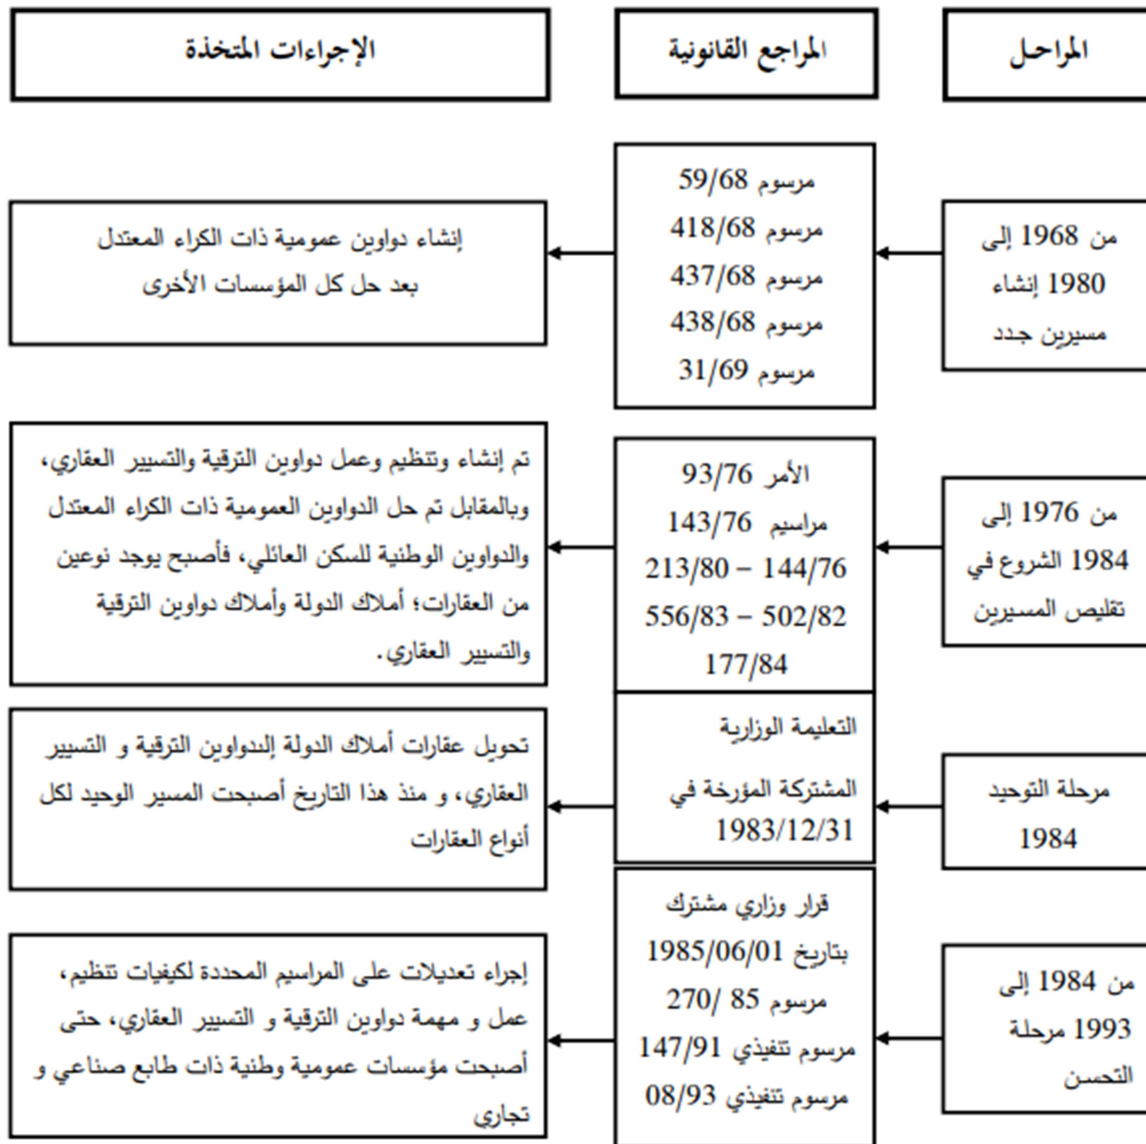 المراحل
المراجع القانونية
الإجراءات المتخذة
من 1968 إلى
1980 إنشاء
مسيرين جدد
مرسوم 59/68
مرسوم 418/68
مرسوم 437/68
مرسوم 438/68
مرسوم 31/69
إنشاء دواوين عمومية ذات الكراء المعتدل
بعد حل كل المؤسسات الأخرى
من 1976 إلى
1984 الشروع في
تقليص المسيرين
الأمر 93/76
مراسيم 143/76
213/80 – 144/76
556/83 – 502/82
177/84
تم إنشاء وتنظيم وعمل دواوين الترقية والتسيير العقاري،
وبالمقابل تم حل الدواوين العمومية ذات الكراء المعتدل
والدواوين الوطنية للسكن العائلي، فأصبح يوجد نوعين
من العقارات؛ أملاك الدولة وأملاك دواوين الترقية
والتسيير العقاري.
مرحلة التوحيد
1984
التعليمة الوزارية
المشتركة المؤرخة في
1983/12/31
تحويل عقارات أملاك الدولة إلىدواوين الترقية و التسيير
العقاري، و منذ هذا التاريخ أصبحت المسير الوحيد لكل
أنواع العقارات
من 1984 إلى
1993 مرحلة
التحسن
قرار وزاري مشترك
بتاريخ 1985/06/01
مرسوم 85 /270
مرسوم تنفيذي 147/91
مرسوم تنفيذي 08/93
إجراء تعديلات على المراسيم المحددة لكيفيات تنظيم،
عمل و مهمة دواوين الترقية و التسيير العقاري، حتى
أصبحت مؤسسات عمومية وطنية ذات طابع صناعي و
تجاري